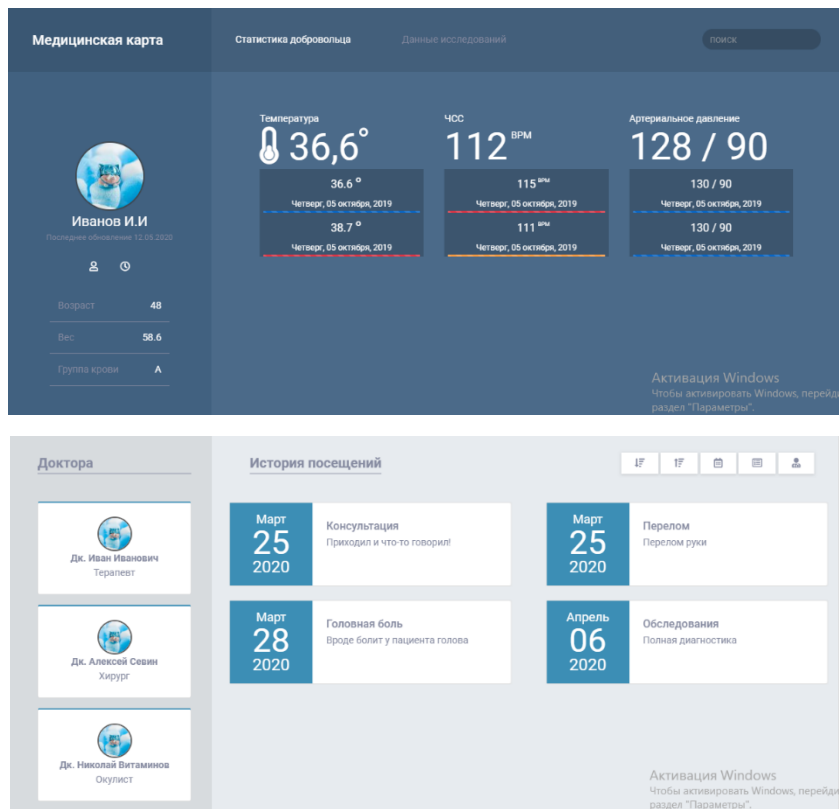 Медицинская карта
Статистика добровольца
Данные исследований
поиск
Иванов И.И
Последнее обновление 12.05.2020
Возраст 48
Вес 58.6
Группа крови А
Температура
36,6°
36.6 °
Четверг, 05 октября, 2019
38.7 °
Четверг, 05 октября, 2019
ЧСС
112 BPM
115 BPM
Четверг, 05 октября, 2019
111 BPM
Четверг, 05 октября, 2019
Артериальное давление
128 / 90
130 / 90
Четверг, 05 октября, 2019
130 / 90
Четверг, 05 октября, 2019
Активация Windows
Чтобы активировать Windows, перейди
раздел "Параметры".
Доктора
Дк. Иван Иванович
Терапевт
Дк. Алексей Севин
Хирург
Дк. Николай Витаминов
Окулист
История посещений
Март
25
2020
Консультация
Приходил и что-то говорил!
Март
25
2020
Перелом
Перелом руки
Март
28
2020
Головная боль
Вроде болит у пациента голова
Апрель
06
2020
Обследования
Полная диагностика
Активация Windows
Чтобы активировать Windows, перейди
раздел "Параметры".